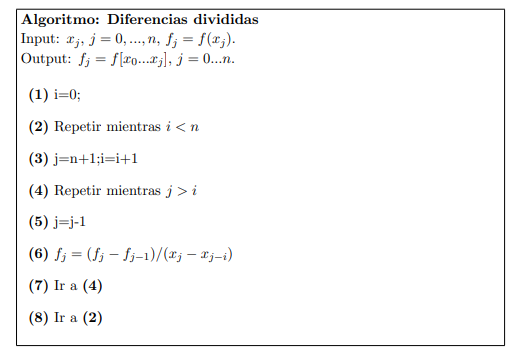 Algoritmo: Diferencias divididas
Input: $x_j$, $j = 0, ..., n$, $f_j = f(x_j)$.
Output: $f_j = f[x_0...x_j]$, $j = 0...n$.
(1) i=0;
(2) Repetir mientras $i < n$
(3) j=n+1;i=i+1
(4) Repetir mientras $j > i$
(5) j=j-1
(6) $f_j = (f_j - f_{j-1})/(x_j - x_{j-i})$
(7) Ir a (4)
(8) Ir a (2)